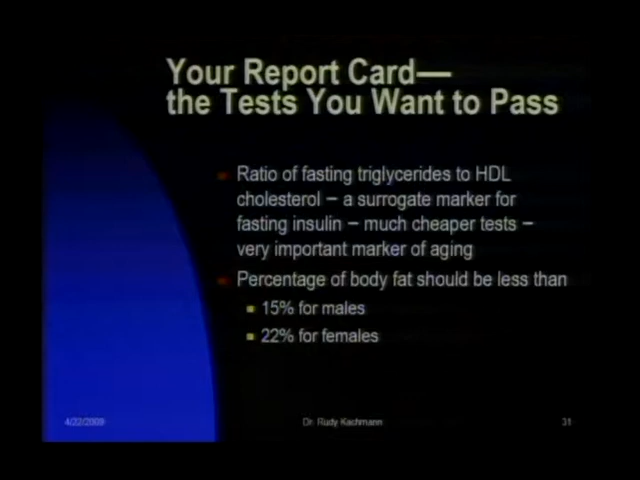 Your Report Card—
the Tests You Want to Pass
Ratio of fasting triglycerides to HDL
cholesterol – a surrogate marker for
fasting insulin – much cheaper tests –
very important marker of aging
Percentage of body fat should be less than
15% for males
22% for females
4/22/2009
Dr. Rudy Kachmann
31